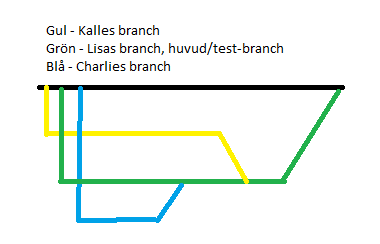 Gul - Kalles branch
Grön - Lisas branch, huvud/test-branch
Blå - Charlies branch